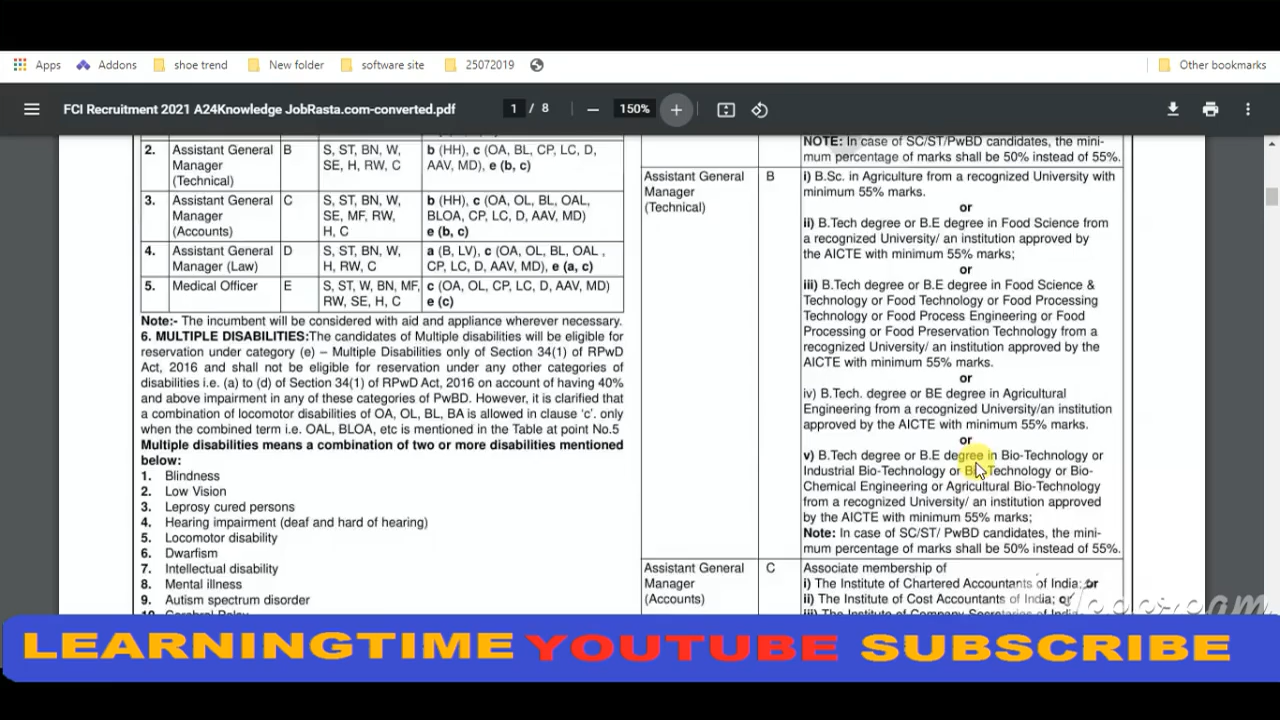 Apps Addons shoe trend New folder software site 25072019 Other bookmarks
FCI Recruitment 2021 A24Knowledge JobRasta.com-converted.pdf 1 / 8 150%
2. Assistant General B S, ST, BN, W, b (HH), c (OA, BL, CP, LC, D,
Manager SE, H, RW, C AAV, MD), e (b, c)
(Technical)
3. Assistant General C S, ST, BN, W, b (HH), c (OA, OL, BL, OAL,
Manager SE, MF, RW, BLOA, CP, LC, D, AAV, MD)
(Accounts) H, C e (b, c)
4. Assistant General D S, ST, BN, W, a (B, LV), c (OA, OL, BL, OAL ,
Manager (Law) H, RW, C CP, LC, D, AAV, MD), e (a, c)
5. Medical Officer E S, ST, W, BN, MF, c (OA, OL, CP, LC, D, AAV, MD)
RW, SE, H, C e (c)
Note:- The incumbent will be considered with aid and appliance wherever necessary.
6. MULTIPLE DISABILITIES:The candidates of Multiple disabilities will be eligible for
reservation under category (e) – Multiple Disabilities only of Section 34(1) of RPwD
Act, 2016 and shall not be eligible for reservation under any other categories of
disabilities i.e. (a) to (d) of Section 34(1) of RPwD Act, 2016 on account of having 40%
and above impairment in any of these categories of PwBD. However, it is clarified that
a combination of locomotor disabilities of OA, OL, BL, BA is allowed in clause ‘c’. only
when the combined term i.e. OAL, BLOA, etc is mentioned in the Table at point No.5
Multiple disabilities means a combination of two or more disabilities mentioned
below:
1. Blindness
2. Low Vision
3. Leprosy cured persons
4. Hearing impairment (deaf and hard of hearing)
5. Locomotor disability
6. Dwarfism
7. Intellectual disability
8. Mental illness
9. Autism spectrum disorder
NOTE: In case of SC/ST/PwBD candidates, the mini-
mum percentage of marks shall be 50% instead of 55%.
Assistant General B i) B.Sc. in Agriculture from a recognized University with
Manager minimum 55% marks.
(Technical) or
ii) B.Tech degree or B.E degree in Food Science from
a recognized University/ an institution approved by
the AICTE with minimum 55% marks;
or
iii) B.Tech degree or B.E degree in Food Science &
Technology or Food Technology or Food Processing
Technology or Food Process Engineering or Food
Processing or Food Preservation Technology from a
recognized University/ an institution approved by the
AICTE with minimum 55% marks.
or
iv) B.Tech. degree or BE degree in Agricultural
Engineering from a recognized University/an institution
approved by the AICTE with minimum 55% marks.
or
v) B.Tech degree or B.E degree in Bio-Technology or
Industrial Bio-Technology or Bio-Technology or Bio-
Chemical Engineering or Agricultural Bio-Technology
from a recognized University/ an institution approved
by the AICTE with minimum 55% marks;
Note: In case of SC/ST/ PwBD candidates, the mini-
mum percentage of marks shall be 50% instead of 55%.
Assistant General C Associate membership of
Manager i) The Institute of Chartered Accountants of India; or
(Accounts) ii) The Institute of Cost Accountants of India; or
LEARNINGTIME YOUTUBE SUBSCRIBE